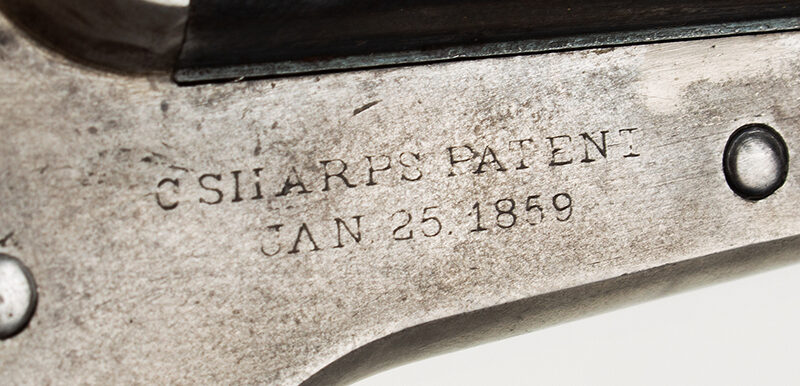 C SHARPS PATENT
JAN. 25. 1859